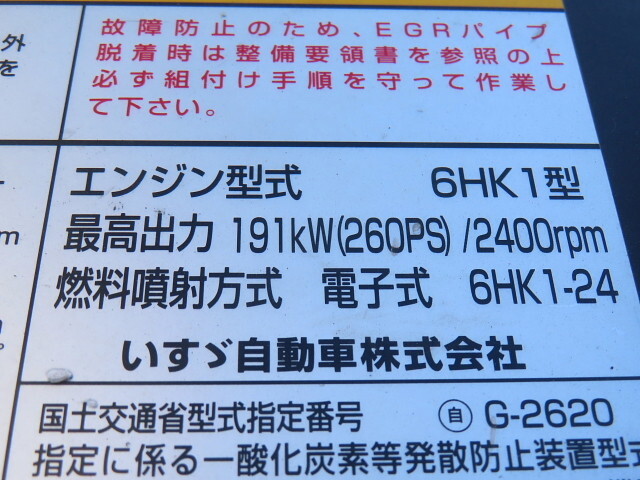 外
を
故障防止のため、EGRパイプ
脱着時は整備要領書を参照の上
必ず組付け手順を守って作業し
て下さい。
エンジン型式 6HK1型
最高出力 191kW(260PS)/2400rpm
燃料噴射方式 電子式 6HK1-24
いすゞ自動車株式会社
m
国土交通省型式指定番号 自 G-2620
指定に係る一酸化炭素等発散防止装置型式